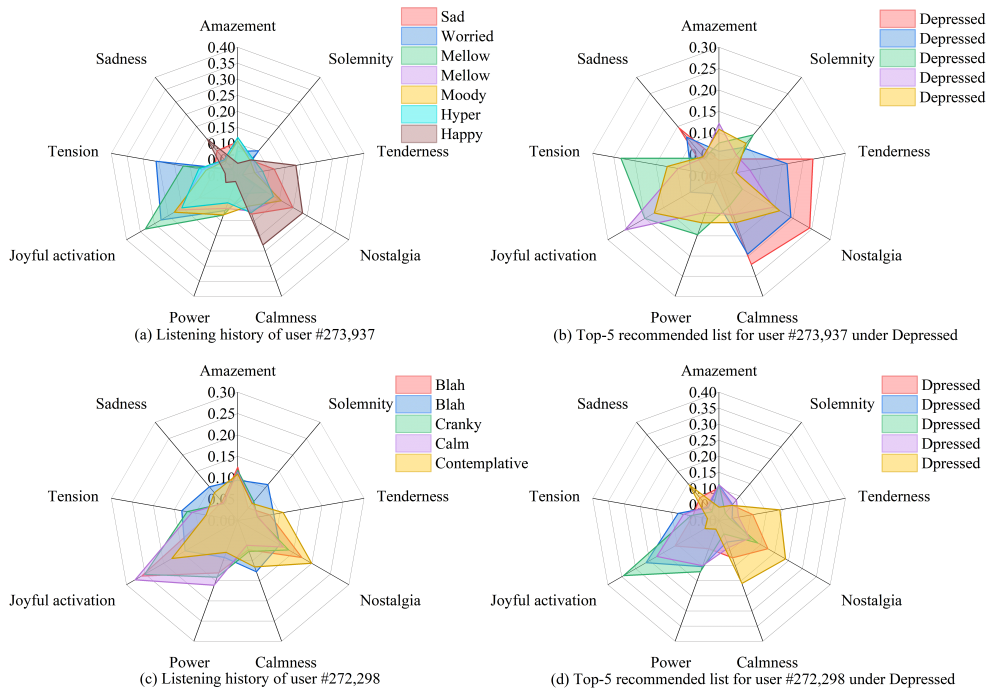 Amazement
Solemnity
Tenderness
Nostalgia
Calmness
Power
Joyful activation
Tension
Sadness
0.40
0.35
0.30
0.25
0.20
0.15
0.10
Sad
Worried
Mellow
Mellow
Moody
Hyper
Happy
(a) Listening history of user #273,937
Amazement
Solemnity
Tenderness
Nostalgia
Calmness
Power
Joyful activation
Tension
Sadness
0.30
0.25
0.20
0.15
0.10
Depressed
Depressed
Depressed
Depressed
Depressed
(b) Top-5 recommended list for user #273,937 under Depressed
Amazement
Solemnity
Tenderness
Nostalgia
Calmness
Power
Joyful activation
Tension
Sadness
0.30
0.25
0.20
0.15
0.10
Blah
Blah
Cranky
Calm
Contemplative
(c) Listening history of user #272,298
Amazement
Solemnity
Tenderness
Nostalgia
Calmness
Power
Joyful activation
Tension
Sadness
0.40
0.35
0.30
0.25
0.20
0.15
0.10
Dpressed
Dpressed
Dpressed
Dpressed
Dpressed
(d) Top-5 recommended list for user #272,298 under Depressed